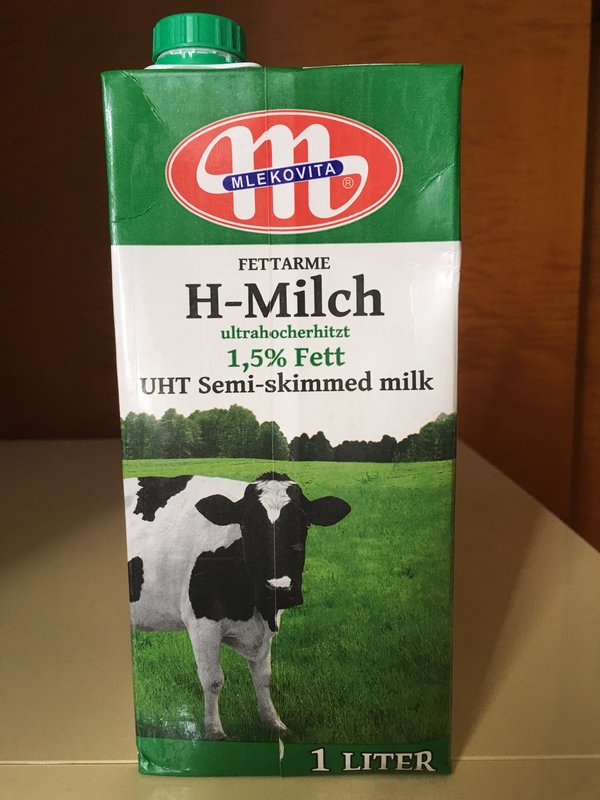 MLEKOVITA ®
FETTARME
H-Milch
ultrahocherhitzt
1,5% Fett
UHT Semi-skimmed milk
1 LITER